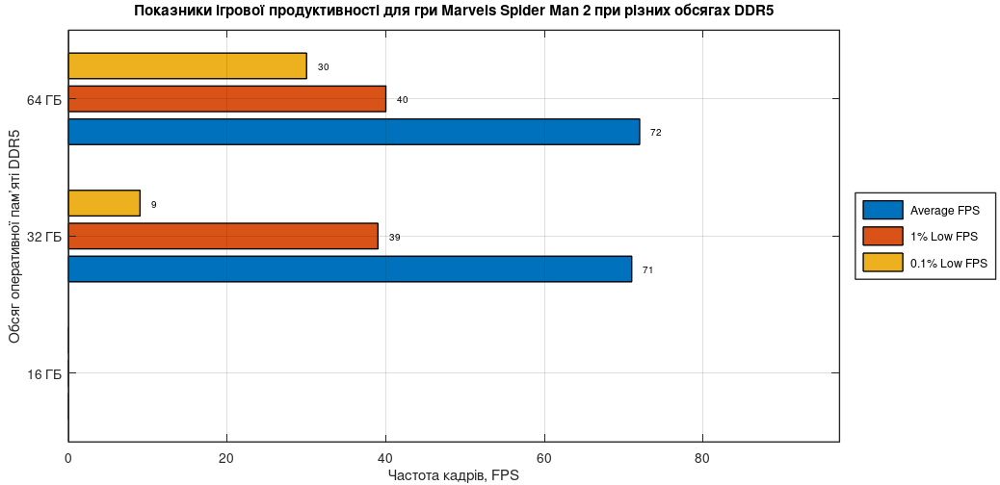 Показники ігрової продуктивності для гри Marvels Spider Man 2 при різних обсягах DDR5
Обсяг оперативної пам'яті DDR5
64 ГБ
30
40
72
32 ГБ
9
39
71
16 ГБ
0
20
40
60
80
Частота кадрів, FPS
Average FPS
1% Low FPS
0.1% Low FPS